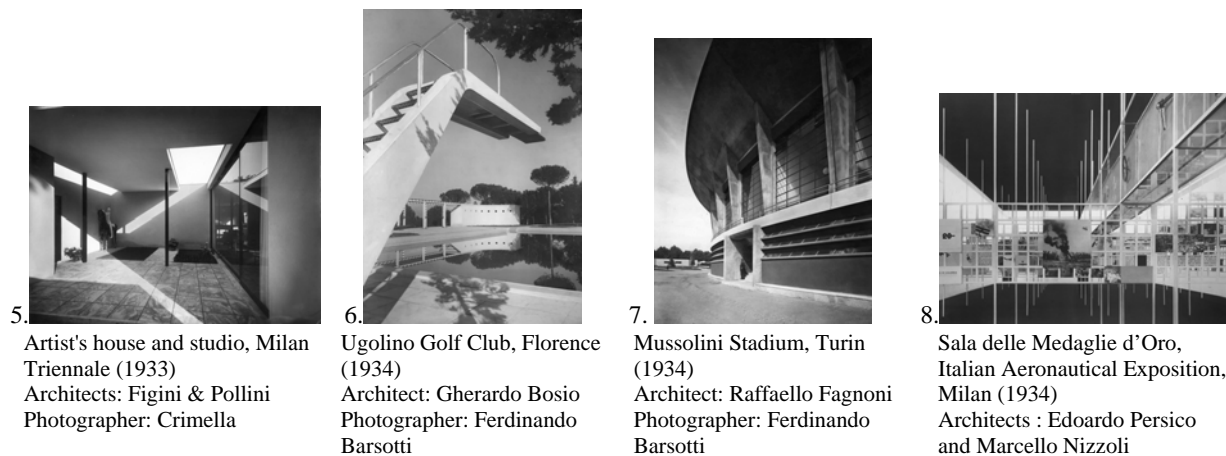 5.
Artist's house and studio, Milan
Triennale (1933)
Architects: Figini & Pollini
Photographer: Crimella
6.
Ugolino Golf Club, Florence
(1934)
Architect: Gherardo Bosio
Photographer: Ferdinando
Barsotti
7.
Mussolini Stadium, Turin
(1934)
Architect: Raffaello Fagnoni
Photographer: Ferdinando
Barsotti
8.
Sala delle Medaglie d’Oro,
Italian Aeronautical Exposition,
Milan (1934)
Architects : Edoardo Persico
and Marcello Nizzoli